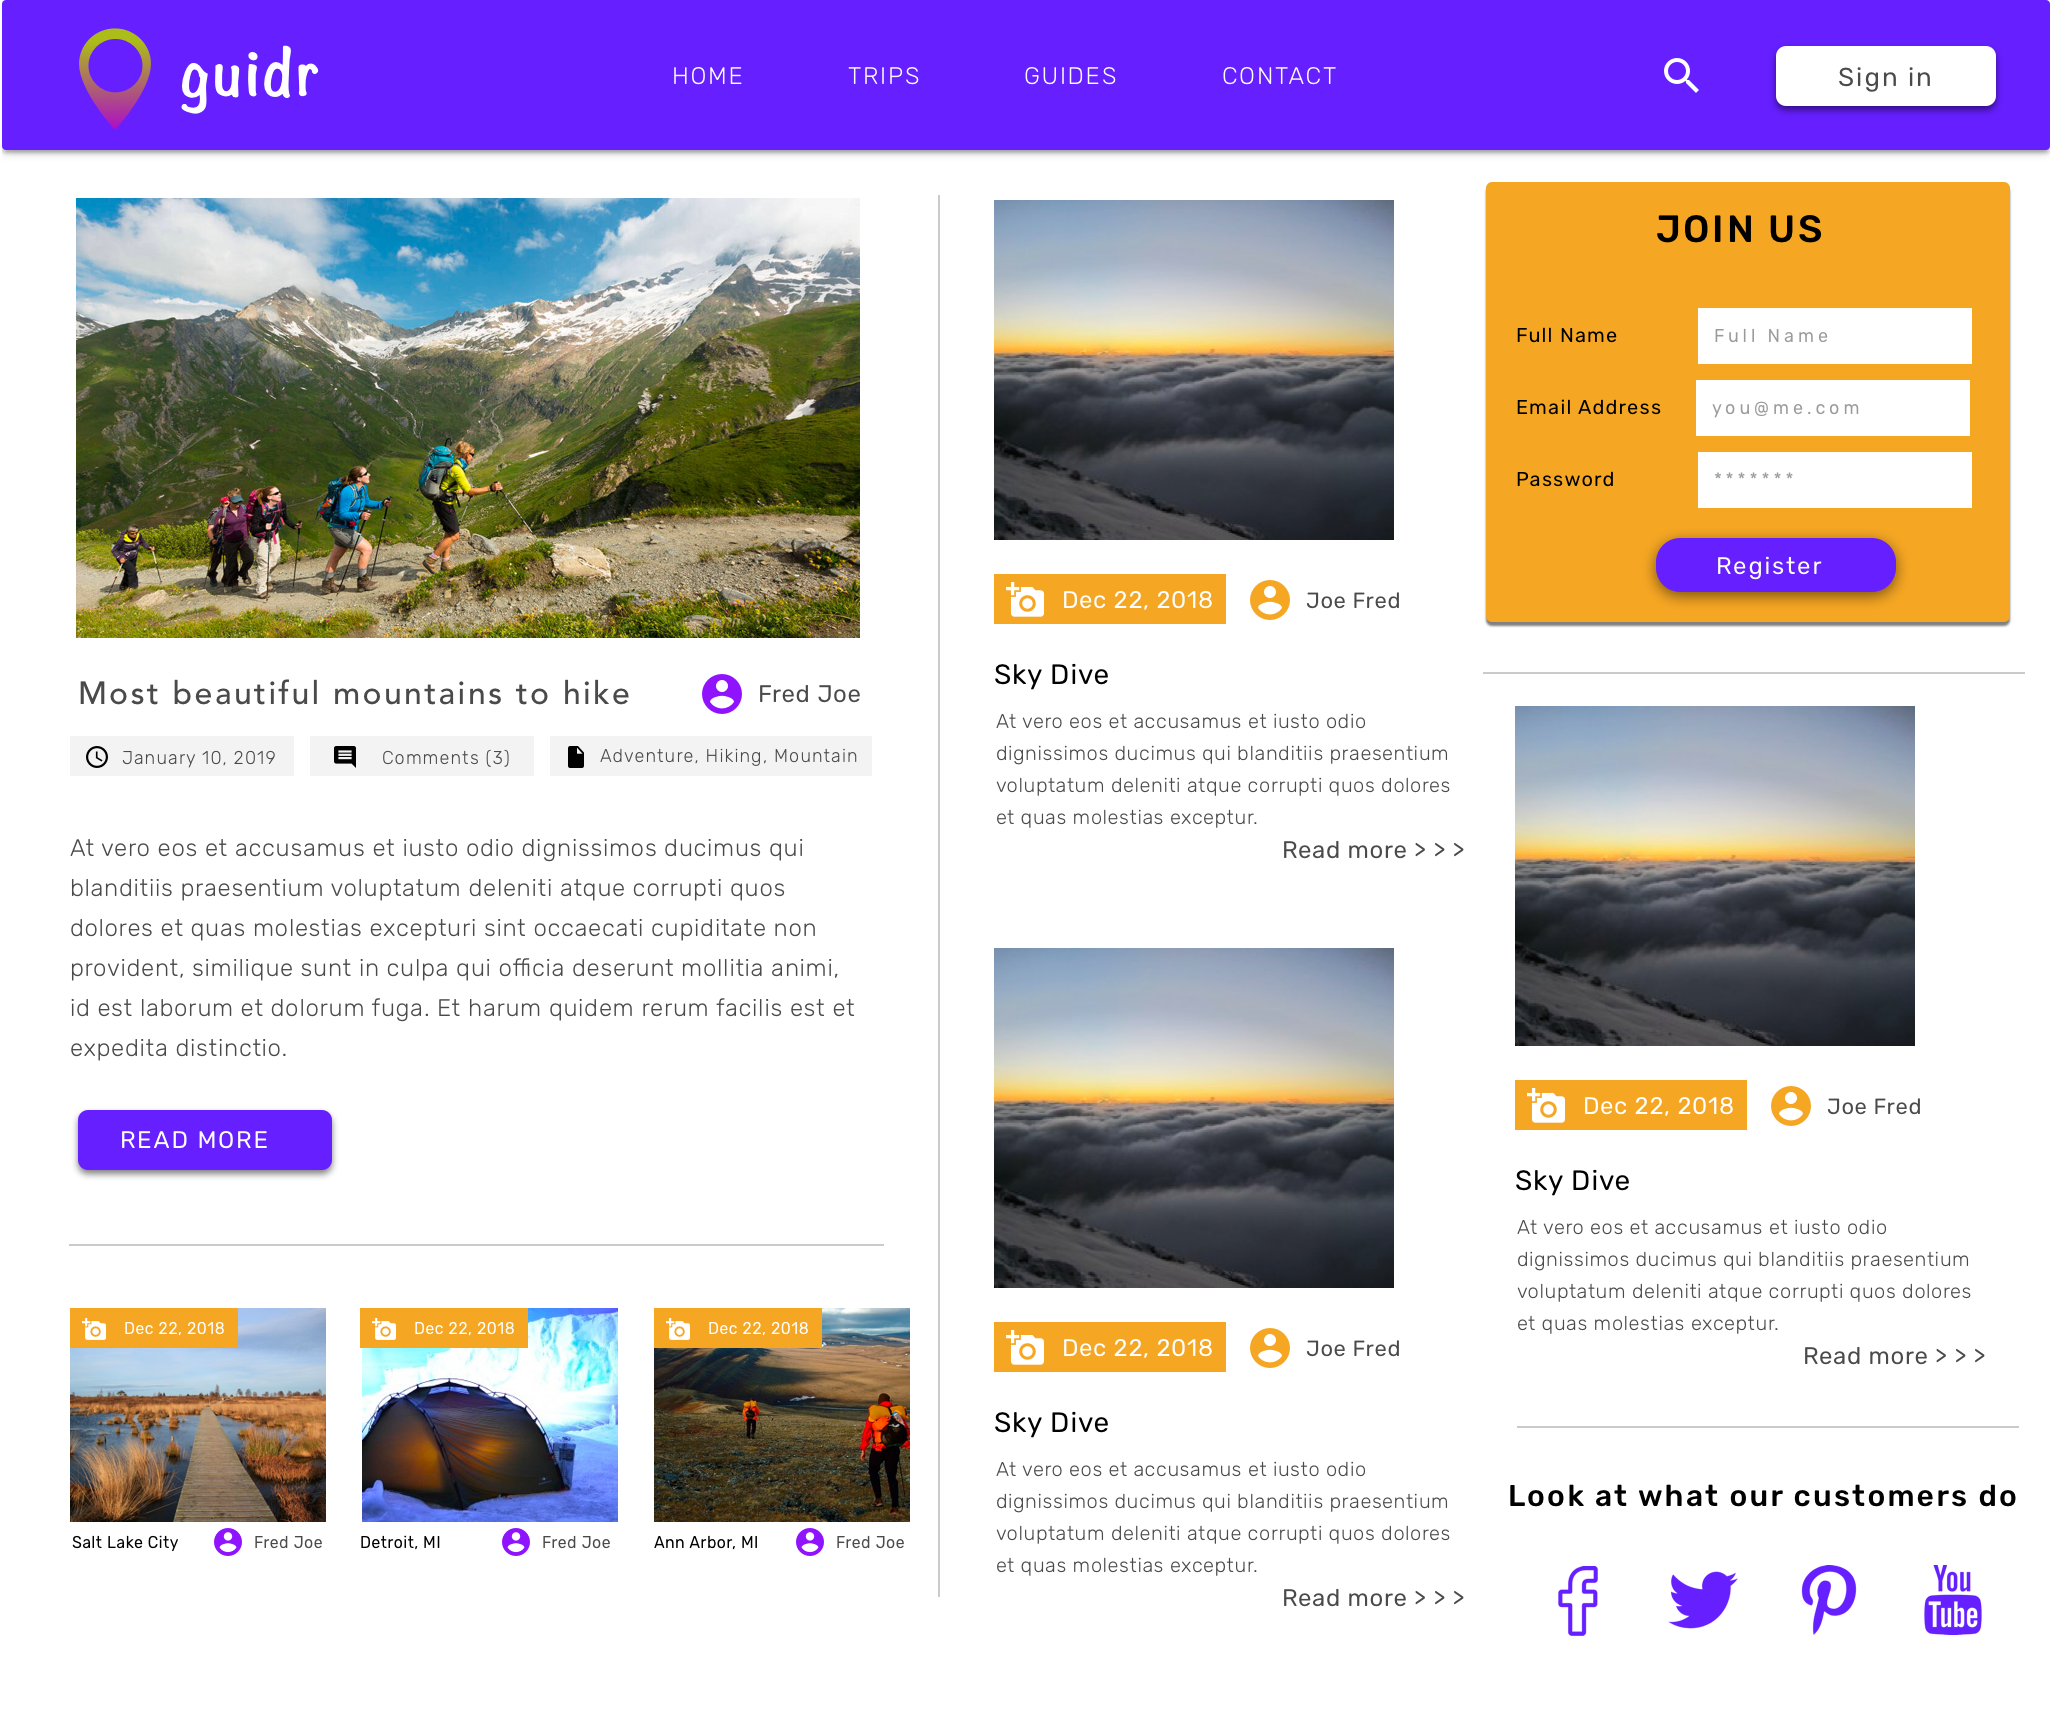 guidr
HOME
TRIPS
GUIDES
CONTACT
Sign in
Most beautiful mountains to hike
Fred Joe
January 10, 2019
Comments (3)
Adventure, Hiking, Mountain
At vero eos et accusamus et iusto odio dignissimos ducimus qui
blanditiis praesentium voluptatum deleniti atque corrupti quos
dolores et quas molestias excepturi sint occaecati cupiditate non
provident, similique sunt in culpa qui officia deserunt mollitia animi,
id est laborum et dolorum fuga. Et harum quidem rerum facilis est et
expedita distinctio.
READ MORE
Dec 22, 2018
Salt Lake City
Fred Joe
Dec 22, 2018
Detroit, MI
Fred Joe
Dec 22, 2018
Ann Arbor, MI
Fred Joe
Dec 22, 2018
Joe Fred
Sky Dive
At vero eos et accusamus et iusto odio
dignissimos ducimus qui blanditiis praesentium
voluptatum deleniti atque corrupti quos dolores
et quas molestias exceptur.
Read more > > >
Dec 22, 2018
Joe Fred
Sky Dive
At vero eos et accusamus et iusto odio
dignissimos ducimus qui blanditiis praesentium
voluptatum deleniti atque corrupti quos dolores
et quas molestias exceptur.
Read more > > >
JOIN US
Full Name
Full Name
Email Address
you@me.com
Password
*******
Register
Dec 22, 2018
Joe Fred
Sky Dive
At vero eos et accusamus et iusto odio
dignissimos ducimus qui blanditiis praesentium
voluptatum deleniti atque corrupti quos dolores
et quas molestias exceptur.
Read more > > >
Look at what our customers do
You
Tube